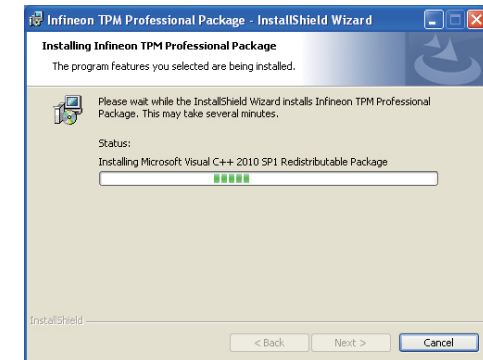 Infineon TPM Professional Package - InstallShield Wizard
Installing Infineon TPM Professional Package
The program features you selected are being installed.
Please wait while the InstallShield Wizard installs Infineon TPM Professional
Package. This may take several minutes.
Status:
Installing Microsoft Visual C++ 2010 SP1 Redistributable Package
InstallShield
< Back Next > Cancel